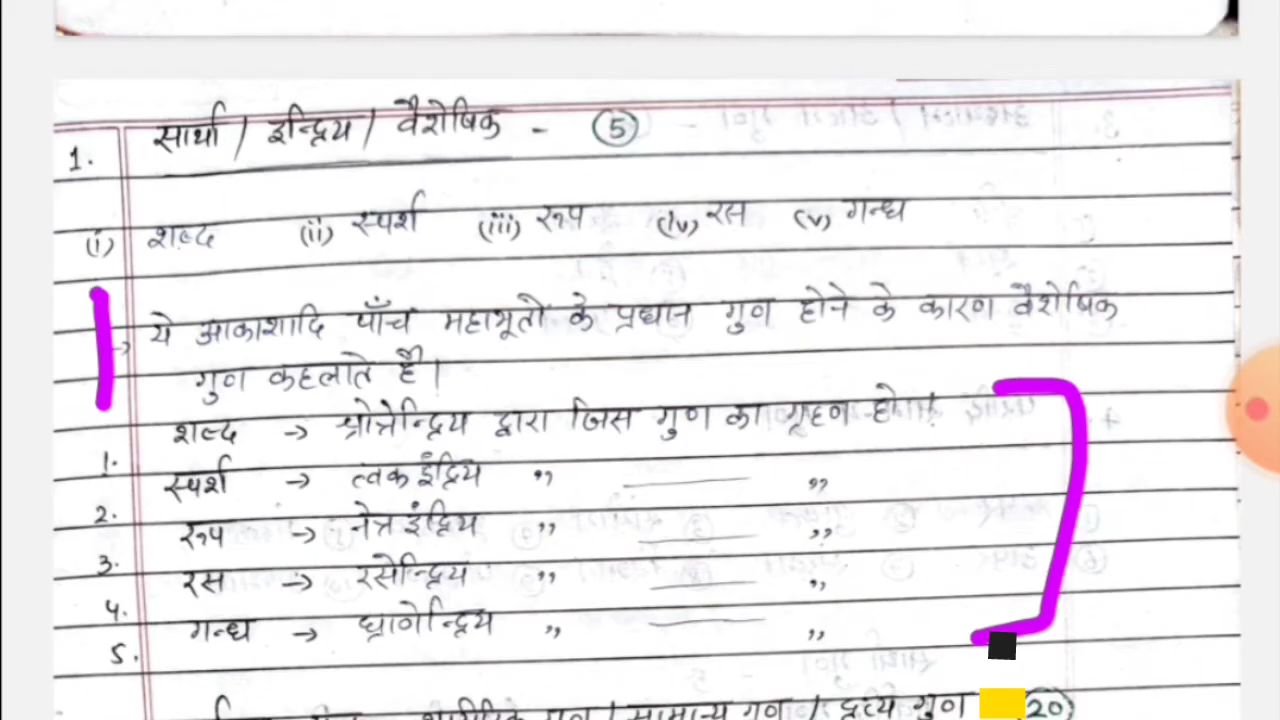 1. सार्था / इन्द्रिय / वैशेषिक - (5)
(i) शब्द (ii) स्पर्श (iii) रूप (iv) रस (v) गन्ध
→ ये आकाशादि पाँच महाभूतो के प्रधान गुण होने के कारण वैशेषिक
गुण कहलाते है।
1. शब्द → श्रोत्रेन्द्रिय द्वारा जिस गुण का गृहण हो।
2. स्पर्श → त्वक इंद्रिय ,, ——— ,,
3. रूप → नेत्र इंद्रिय ,, ——— ,,
4. रस → रसेन्द्रिय ,, ——— ,,
5. गन्ध → घ्राणेन्द्रिय ,, ——— ,,
गुण / सामान्य गुण / द्रव्य गुण (20)